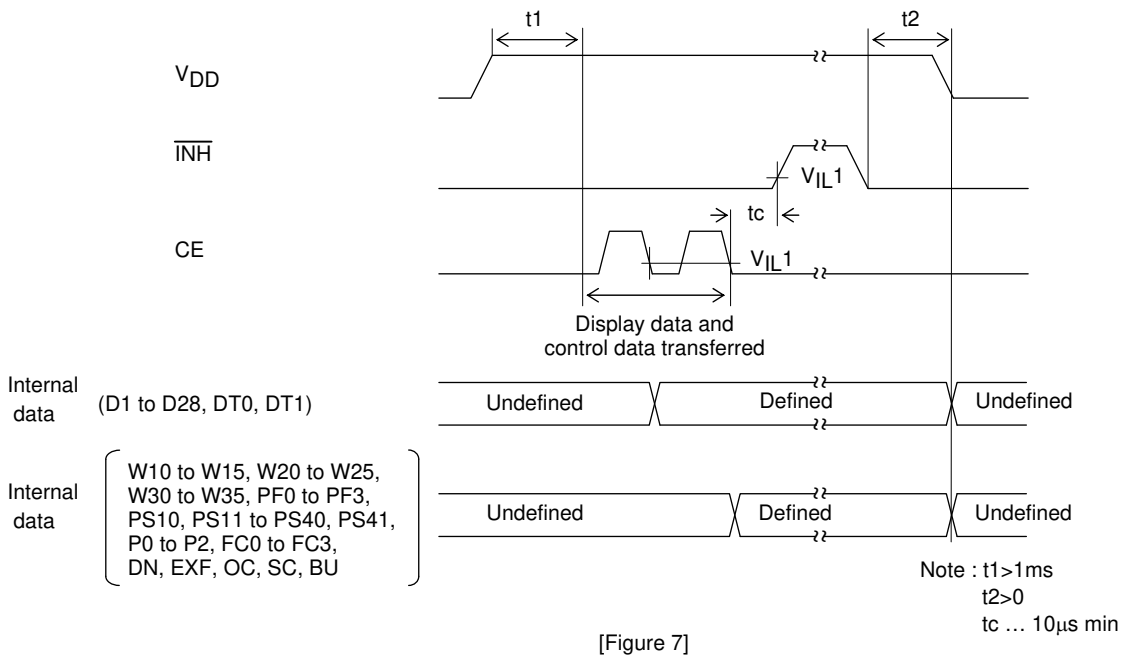 t1
t2
VDD
INH
VIL1
tc
CE
VIL1
Display data and
control data transferred
Internal
data
(D1 to D28, DT0, DT1)
Undefined
Defined
Undefined
Internal
data
W10 to W15, W20 to W25,
W30 to W35, PF0 to PF3,
PS10, PS11 to PS40, PS41,
P0 to P2, FC0 to FC3,
DN, EXF, OC, SC, BU
Undefined
Defined
Undefined
Note : t1>1ms
t2>0
tc … 10µs min
[Figure 7]